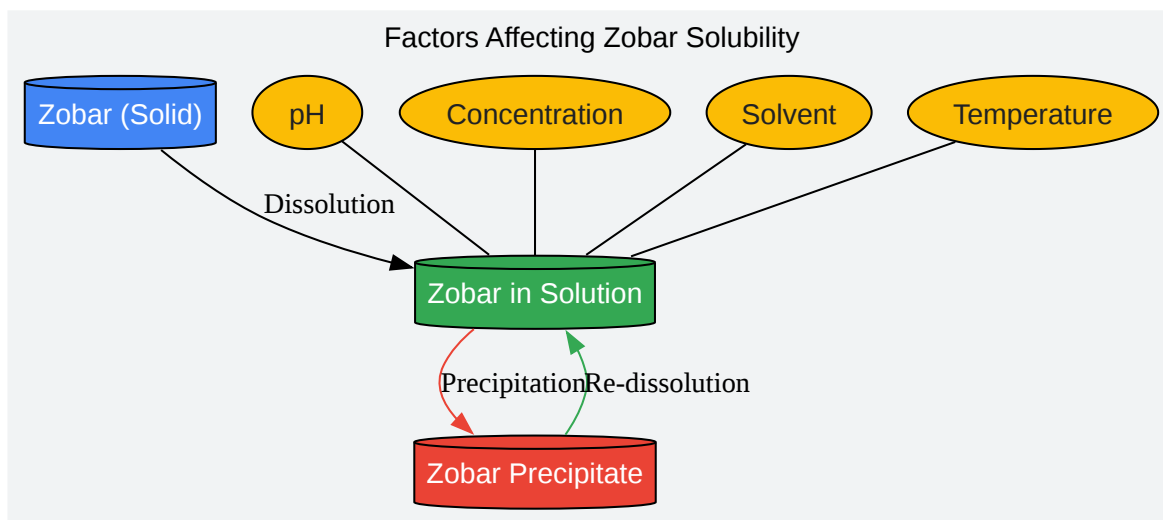 Factors Affecting Zobar Solubility
Zobar (Solid)
pH
Concentration
Solvent
Temperature
Dissolution
Zobar in Solution
Precipitation
Re-dissolution
Zobar Precipitate